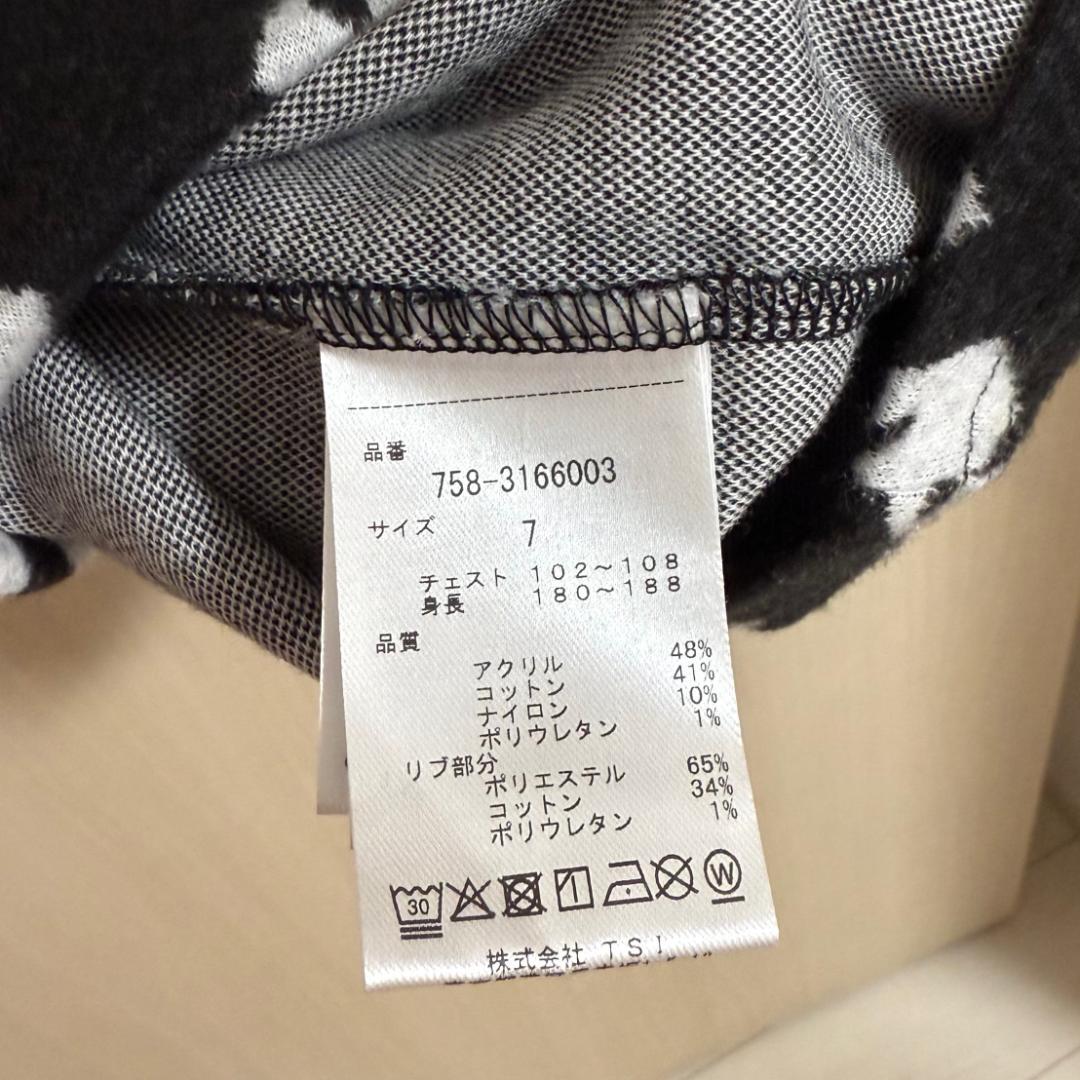 品番
758-3166003
サイズ 7
チェスト 102～108
身長 180～188
品質
アクリル 48%
コットン 41%
ナイロン 10%
ポリウレタン 1%
リブ部分
ポリエステル 65%
コットン 34%
ポリウレタン 1%
30 W
株式会社 TSI